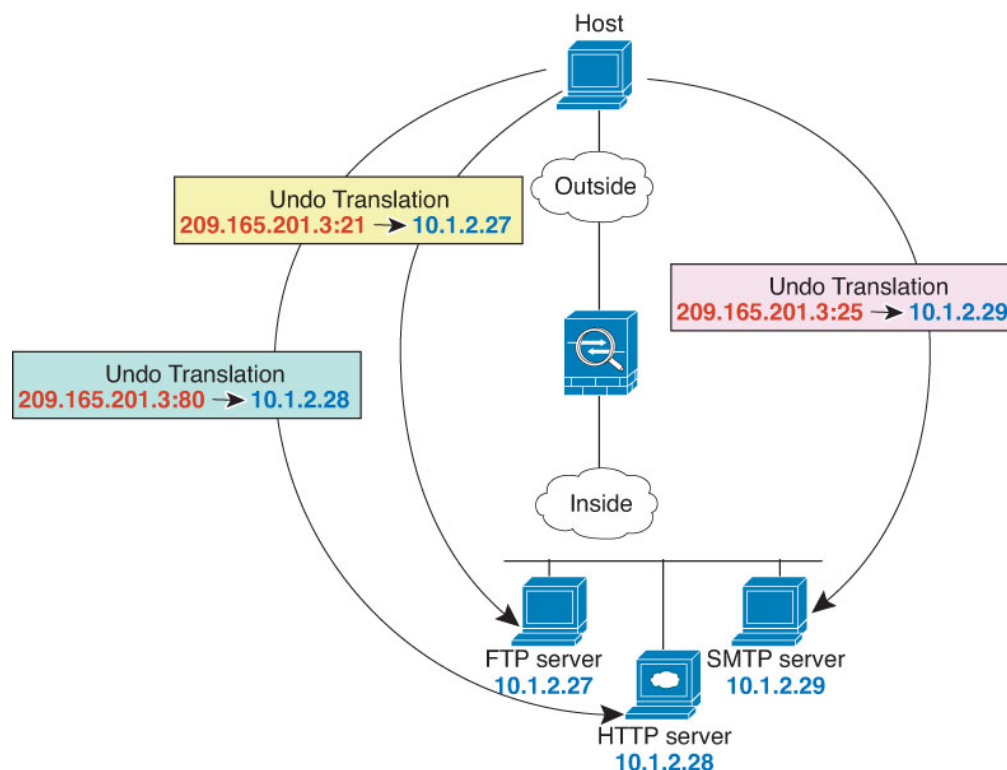 Host
Outside
Undo Translation
209.165.201.3:21 → 10.1.2.27
Undo Translation
209.165.201.3:25 → 10.1.2.29
Undo Translation
209.165.201.3:80 → 10.1.2.28
Inside
FTP server
10.1.2.27
SMTP server
10.1.2.29
HTTP server
10.1.2.28